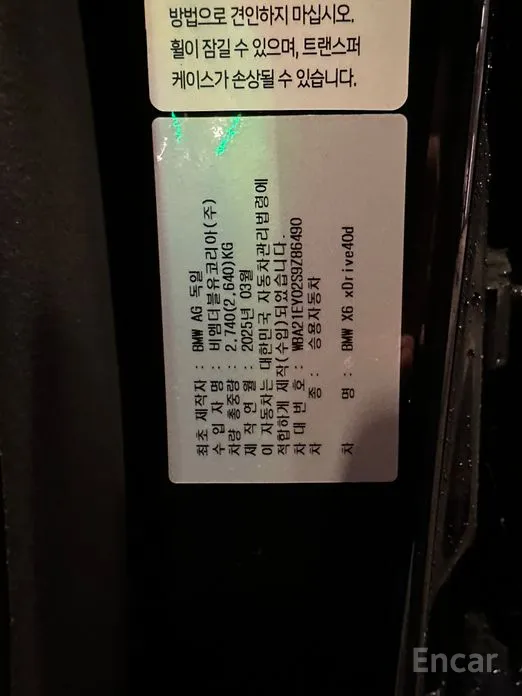 방법으로 견인하지 마십시오.
휠이 잠길 수 있으며, 트랜스퍼
케이스가 손상될 수 있습니다.
최초 제작자 : BMW AG 독일
수 입 자 명 : 비엠더블유코리아(주)
차량 총중량 : 2.740(2.640)KG
제 작 연 월 : 2025년 03월
이 자동차는 대한민국 자동차관리법령에
적합하게 제작(수입)되었습니다.
차 대 번 호 : WBA21EY02S9Z86490
차 종 : 승용자동차
차 명 : BMW X6 xDrive40d
Encar